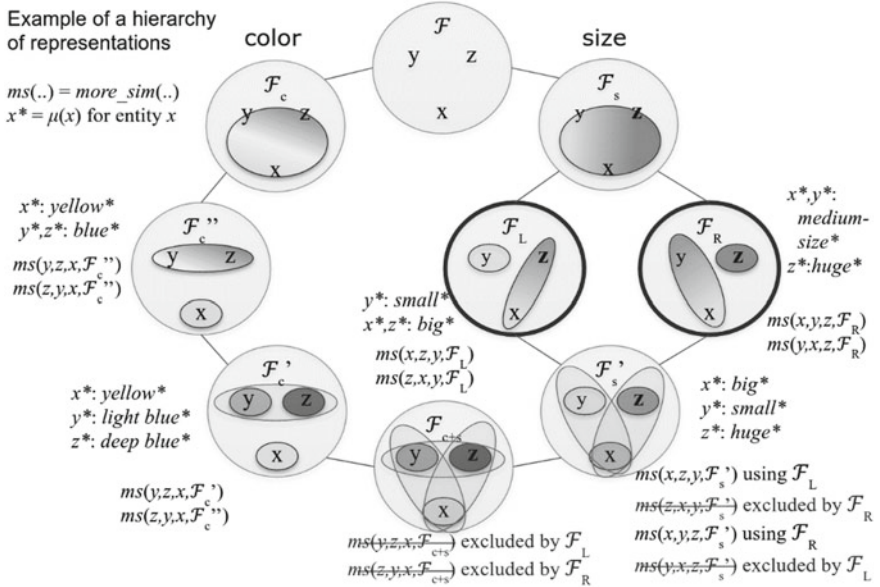 Example of a hierarchy
of representations
color
size
ms(..) = more_sim(..)
x* = μ(x) for entity x
ℱ
y z
x
ℱc
y z
x
ℱs
y z
x
x*: yellow*
y*,z*: blue*
ms(y,z,x,ℱc'')
ms(z,y,x,ℱc'')
ℱc''
y z
x
ℱL
y z
x
ℱR
y z
x
x*,y*:
medium-
size*
z*:huge*
y*: small*
x*,z*: big*
ms(x,z,y,ℱL)
ms(z,x,y,ℱL)
ms(x,y,z,ℱR)
ms(y,x,z,ℱR)
x*: yellow*
y*: light blue*
z*: deep blue*
ℱc'
y z
x
ℱc+s
y z
x
ℱs'
y z
x
x*: big*
y*: small*
z*: huge*
ms(y,z,x,ℱc')
ms(z,y,x,ℱc'')
ms(y,z,x,ℱc+s) excluded by ℱL
ms(z,y,x,ℱc+s) excluded by ℱR
ms(x,z,y,ℱs') using ℱL
ms(z,x,y,ℱs') excluded by ℱR
ms(x,y,z,ℱs') using ℱR
ms(y,x,z,ℱs') excluded by ℱL